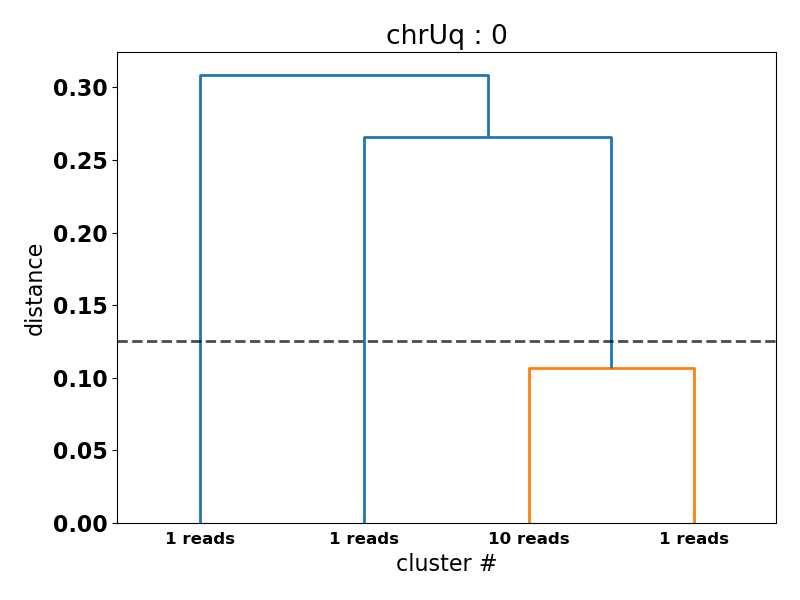 chrUq : 0
distance
0.30
0.25
0.20
0.15
0.10
0.05
0.00
1 reads
1 reads
10 reads
1 reads
cluster #